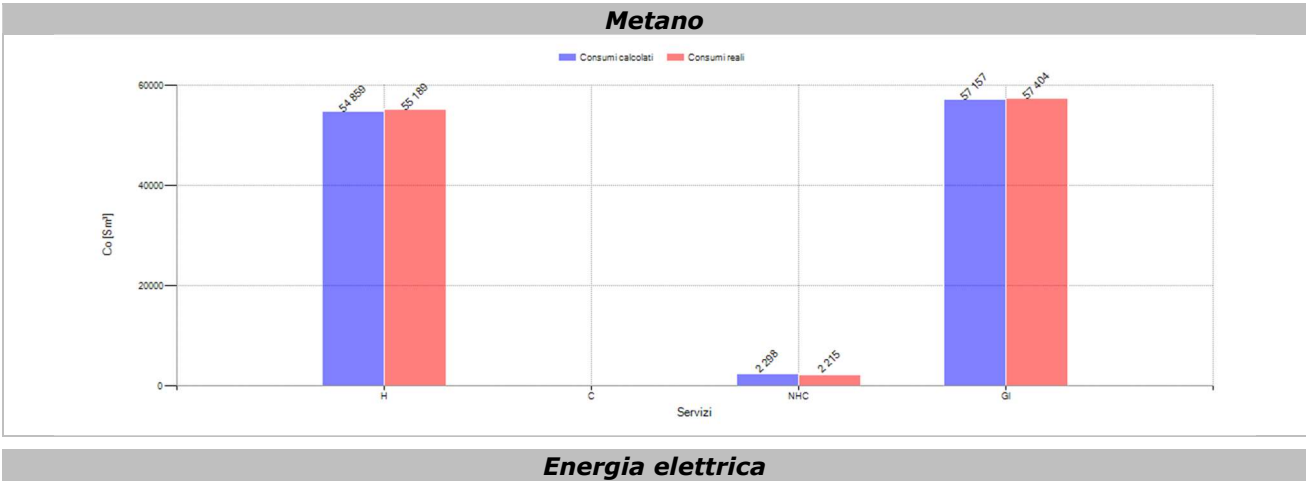 Metano
Consumi calcolati Consumi reali
60000
54 859 55 189 57 157 57 404
40000
Co [Sm³]
20000
2 298 2 215
0
H C NHC GI
Servizi
Energia elettrica